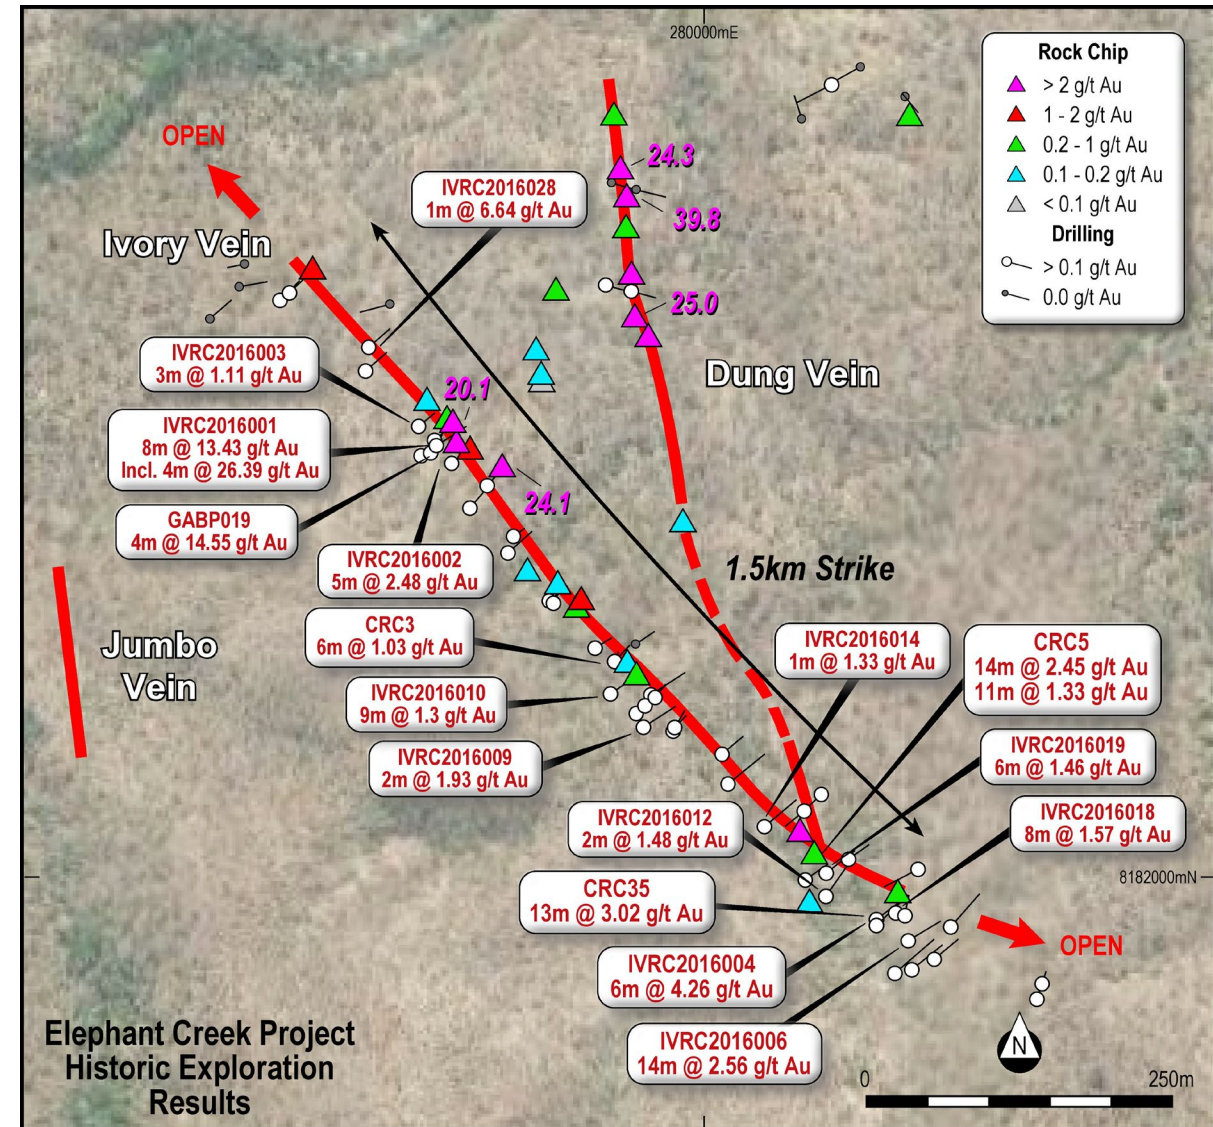 280000mE
Rock Chip
> 2 g/t Au
1 - 2 g/t Au
0.2 - 1 g/t Au
0.1 - 0.2 g/t Au
< 0.1 g/t Au
Drilling
> 0.1 g/t Au
0.0 g/t Au
OPEN
24.3
IVRC2016028
1m @ 6.64 g/t Au
39.8
Ivory Vein
25.0
IVRC2016003
3m @ 1.11 g/t Au
Dung Vein
20.1
IVRC2016001
8m @ 13.43 g/t Au
Incl. 4m @ 26.39 g/t Au
24.1
GABP019
4m @ 14.55 g/t Au
IVRC2016002
5m @ 2.48 g/t Au
1.5km Strike
CRC3
6m @ 1.03 g/t Au
Jumbo
Vein
IVRC2016014
1m @ 1.33 g/t Au
CRC5
14m @ 2.45 g/t Au
11m @ 1.33 g/t Au
IVRC2016010
9m @ 1.3 g/t Au
IVRC2016009
2m @ 1.93 g/t Au
IVRC2016019
6m @ 1.46 g/t Au
IVRC2016012
2m @ 1.48 g/t Au
IVRC2016018
8m @ 1.57 g/t Au
8182000mN
CRC35
13m @ 3.02 g/t Au
OPEN
IVRC2016004
6m @ 4.26 g/t Au
IVRC2016006
14m @ 2.56 g/t Au
N
Elephant Creek Project
Historic Exploration
Results
0
250m